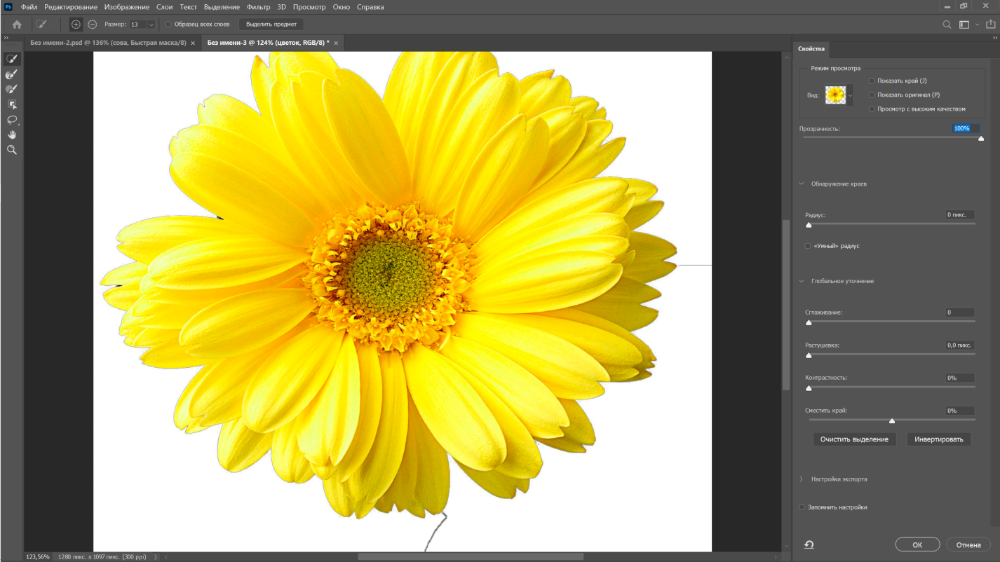 Ps Файл Редактирование Изображение Слои Текст Выделение Фильтр 3D Просмотр Окно Справка
Размер: 13 Образец всех слоев Выделить предмет
Без имени-2.psd @ 136% (сова, Быстрая маска/8) × Без имени-3 @ 124% (цветок, RGB/8) * ×
Свойства
Режим просмотра
Показать край (J)
Вид:
Показать оригинал (P)
Просмотр с высоким качеством
Прозрачность: 100%
Обнаружение краев
Радиус: 0 пикс.
«Умный» радиус
Глобальное уточнение
Сглаживание: 0
Растушевка: 0,0 пикс.
Контрастность: 0%
Сместить край: 0%
Очистить выделение Инвертировать
Настройки экспорта
Запомнить настройки
ОК Отмена
123,56% 1280 пикс. x 1097 пикс. (300 ppi)